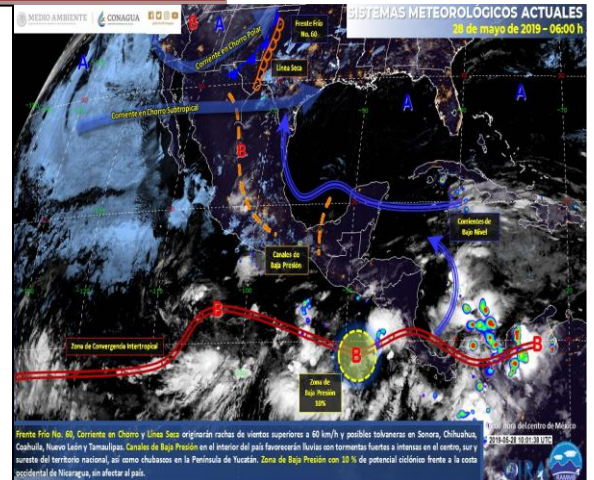 MEDIO AMBIENTE
CONAGUA
SISTEMAS METEOROLÓGICOS ACTUALES
28 de mayo de 2019 – 06:00 h
B
A
A
Frente Frío
No. 60
Corriente en Chorro Polar
Línea Seca
Corriente en Chorro Subtropical
A
A
B
Corrientes de
Bajo Nivel
Canales de
Baja Presión
B
Zona de Convergencia Intertropical
B
B
Zona de
Baja Presión
10%
hora del centro de México
2019-05-28 10:01:38 UTC
Frente Frío No. 60, Corriente en Chorro y Línea Seca originarán rachas de vientos superiores a 60 km/h y posibles tolvaneras en Sonora, Chihuahua,
Coahuila, Nuevo León y Tamaulipas. Canales de Baja Presión en el interior del país favorecerán lluvias con tormentas fuertes a intensas en el centro, sur y
sureste del territorio nacional, así como chubascos en la Península de Yucatán. Zona de Baja Presión con 10 % de potencial ciclónico frente a la costa
occidental de Nicaragua, sin afectar al país.
RAMMB